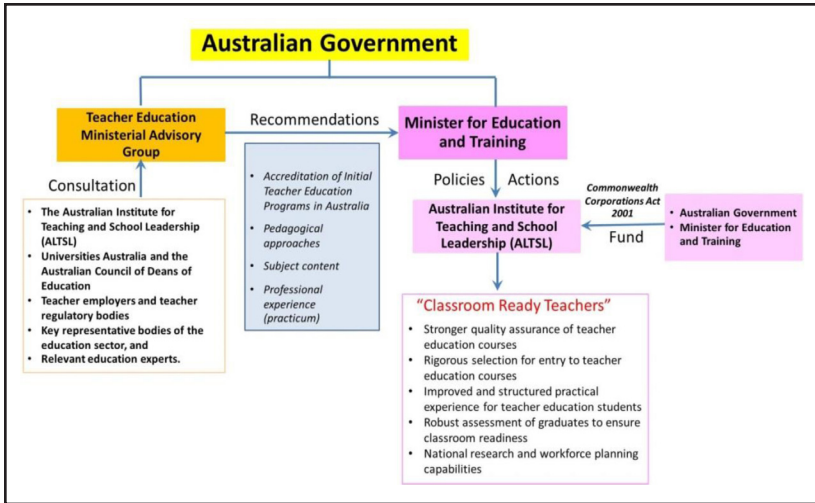 Australian Government
Teacher Education
Ministerial Advisory
Group
Recommendations
Minister for Education
and Training
Consultation
• The Australian Institute for
Teaching and School Leadership
(ALTSL)
• Universities Australia and the
Australian Council of Deans of
Education
• Teacher employers and teacher
regulatory bodies
• Key representative bodies of the
education sector, and
• Relevant education experts.
• Accreditation of Initial
Teacher Education
Programs in Australia
• Pedagogical
approaches
• Subject content
• Professional
experience
(practicum)
Policies Actions
Australian Institute for
Teaching and School
Leadership (ALTSL)
Commonwealth
Corporations Act
2001
Fund
• Australian Government
• Minister for Education
and Training
“Classroom Ready Teachers”
• Stronger quality assurance of teacher
education courses
• Rigorous selection for entry to teacher
education courses
• Improved and structured practical
experience for teacher education students
• Robust assessment of graduates to ensure
classroom readiness
• National research and workforce planning
capabilities